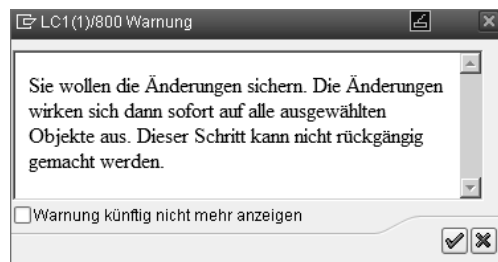 LC1(1)/800 Warnung
Sie wollen die Änderungen sichern. Die Änderungen
wirken sich dann sofort auf alle ausgewählten
Objekte aus. Dieser Schritt kann nicht rückgängig
gemacht werden.
Warnung künftig nicht mehr anzeigen